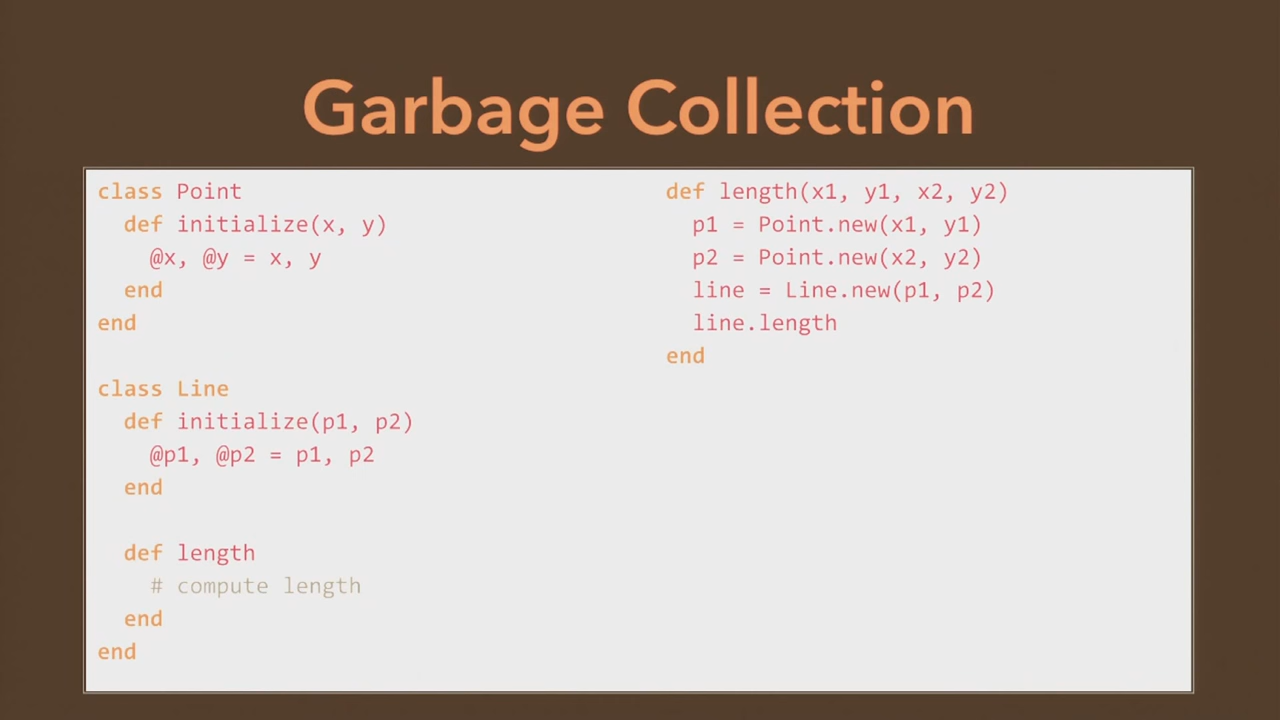 Garbage Collection
class Point
  def initialize(x, y)
    @x, @y = x, y
  end
end
class Line
  def initialize(p1, p2)
    @p1, @p2 = p1, p2
  end
  def length
    # compute length
  end
end
def length(x1, y1, x2, y2)
  p1 = Point.new(x1, y1)
  p2 = Point.new(x2, y2)
  line = Line.new(p1, p2)
  line.length
end